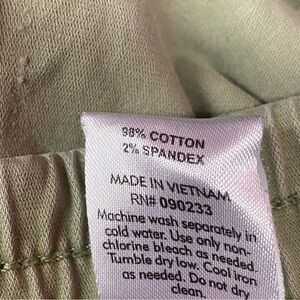 98% COTTON
2% SPANDEX
MADE IN VIETNAM
RN# 090233
Machine wash separately in
cold water. Use only non-
chlorine bleach as needed.
Tumble dry low. Cool iron
as needed. Do not dry
clean